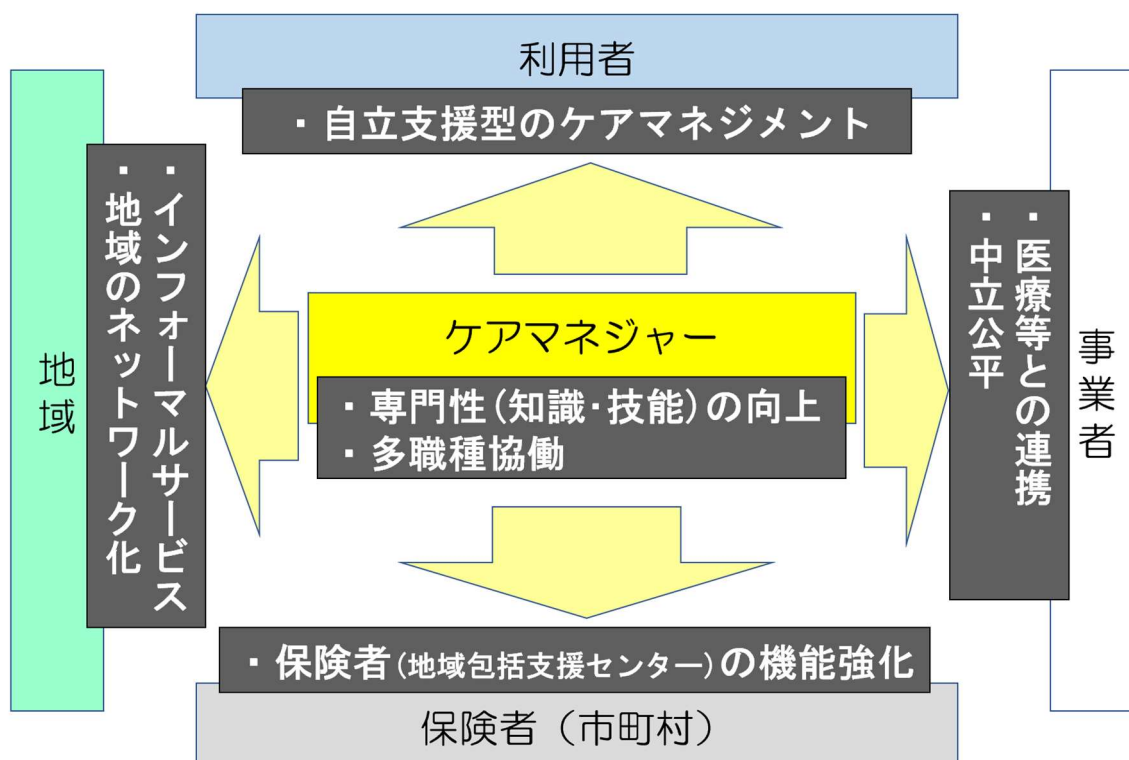 利用者
・自立支援型のケアマネジメント
地域
・インフォーマルサービス
・地域のネットワーク化
ケアマネジャー
・専門性(知識・技能)の向上
・多職種協働
・医療等との連携
・中立公平
事業者
・保険者(地域包括支援センター)の機能強化
保険者(市町村)